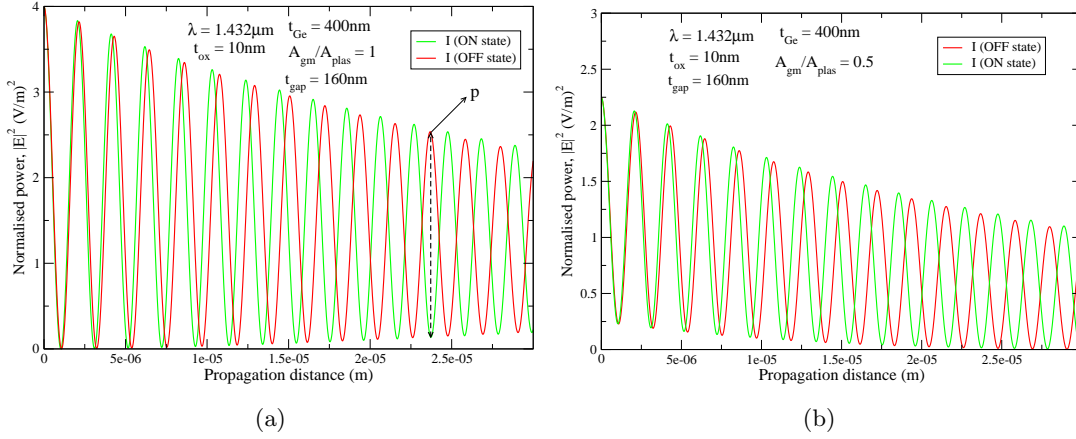 4
3
2
1
0
Normalised power, |E|² (V/m)²
λ = 1.432μm
t_ox = 10nm
t_Ge = 400nm
A_gm/A_plas = 1
t_gap = 160nm
I (ON state)
I (OFF state)
p
0
5e-06
1e-05
1.5e-05
2e-05
2.5e-05
Propagation distance (m)
(a)
3
2.5
2
1.5
1
0.5
0
Normalised power, |E|² (V/m)²
λ = 1.432μm
t_ox = 10nm
t_gap = 160nm
t_Ge = 400nm
A_gm/A_plas = 0.5
I (OFF state)
I (ON state)
0
5e-06
1e-05
1.5e-05
2e-05
2.5e-05
Propagation distance (m)
(b)